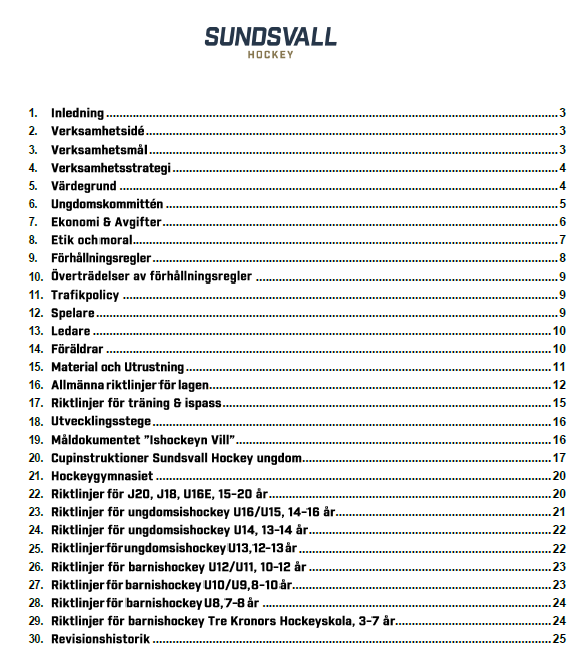 SUNDSVALL
HOCKEY
1. Inledning ... 3
2. Verksamhetsidé ... 3
3. Verksamhetsmål ... 3
4. Verksamhetsstrategi ... 4
5. Värdegrund ... 4
6. Ungdomskommittén ... 5
7. Ekonomi & Avgifter ... 6
8. Etik och moral ... 7
9. Förhållningsregler ... 8
10. Överträdelser av förhållningsregler ... 9
11. Trafikpolicy ... 9
12. Spelare ... 9
13. Ledare ... 10
14. Föräldrar ... 10
15. Material och Utrustning ... 11
16. Allmänna riktlinjer för lagen ... 12
17. Riktlinjer för träning & ispass ... 15
18. Utvecklingsstege ... 16
19. Måldokumentet ”Ishockeyn Vill” ... 16
20. Cupinstruktioner Sundsvall Hockey ungdom ... 17
21. Hockeygymnasiet ... 20
22. Riktlinjer för J20, J18, U16E, 15-20 år ... 20
23. Riktlinjer för ungdomsishockey U16/U15, 14-16 år ... 21
24. Riktlinjer för ungdomsishockey U14, 13-14 år ... 22
25. Riktlinjer för ungdomsishockey U13, 12-13 år ... 22
26. Riktlinjer för barnishockey U12/U11, 10-12 år ... 23
27. Riktlinjer för barnishockey U10/U9, 8-10 år ... 23
28. Riktlinjer för barnishockey U8, 7-8 år ... 24
29. Riktlinjer för barnishockey Tre Kronors Hockeyskola, 3-7 år ... 24
30. Revisionshistorik ... 25